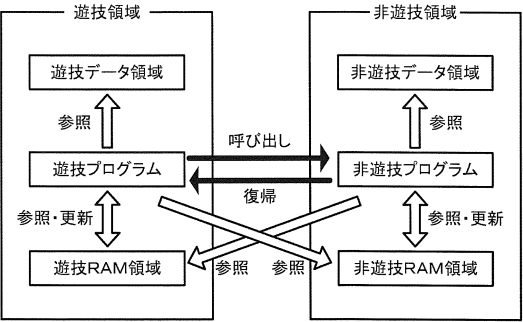 遊技領域
非遊技領域
遊技データ領域
非遊技データ領域
参照
参照
呼び出し
遊技プログラム
非遊技プログラム
復帰
参照・更新
参照・更新
遊技RAM領域
参照
参照
非遊技RAM領域